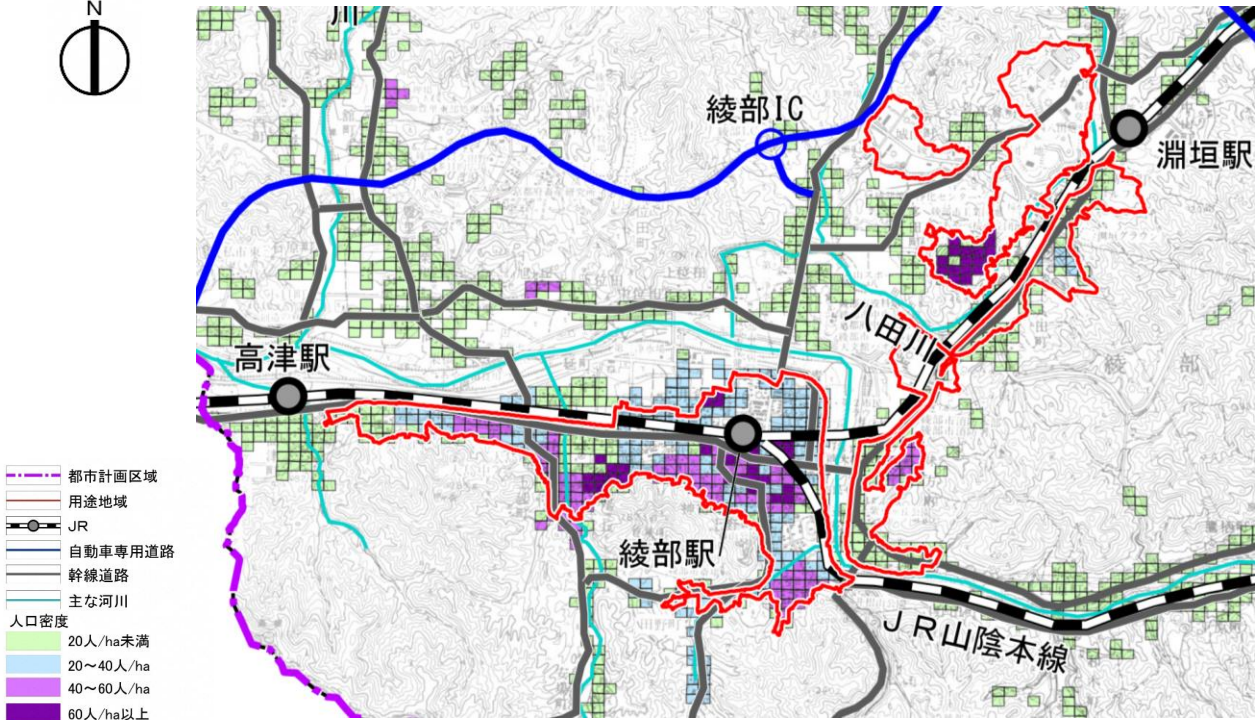 N
川
綾部IC
淵垣駅
八田川
綾部
高津駅
綾部駅
JR山陰本線
都市計画区域
用途地域
JR
自動車専用道路
幹線道路
主な河川
人口密度
20人/ha未満
20~40人/ha
40~60人/ha
60人/ha以上